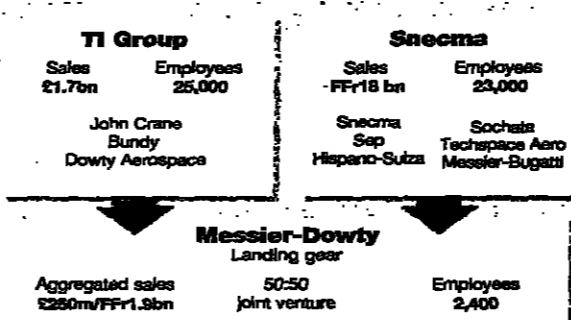 TI Group
Sales Employees
£1.7bn 25,000
John Crane
Bundy
Dowty Aerospace
Snecma
Sales Employees
FFr18 bn 23,000
Snecma
Sep
Hispano-Suiza
Sochata
Techspace Aero
Messier-Bugatti
Messier-Dowty
Landing gear
Aggregated sales 50:50 Employees
£250m/FFr1.9bn joint venture 2,400